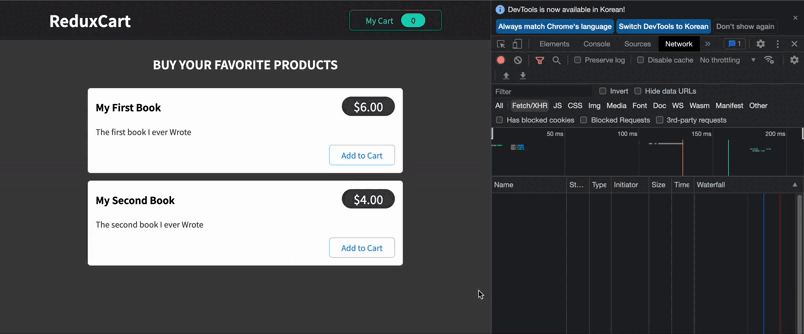 ReduxCart
My Cart 0
BUY YOUR FAVORITE PRODUCTS
My First Book $6.00
The first book I ever Wrote
Add to Cart
My Second Book $4.00
The second book I ever Wrote
Add to Cart
DevTools is now available in Korean!
Always match Chrome's language Switch DevTools to Korean Don't show again
Elements Console Sources Network » 1
Preserve log Disable cache No throttling
Filter Invert Hide data URLs
All Fetch/XHR JS CSS Img Media Font Doc WS Wasm Manifest Other
Has blocked cookies Blocked Requests 3rd-party requests
50 ms 100 ms 150 ms 200 ms
Name St... Type Initiator Size Time Waterfall